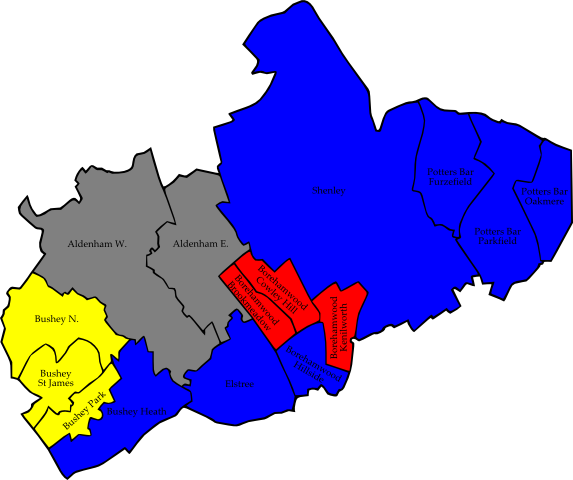 Shenley
Potters Bar
Furzefield
Potters Bar
Oakmere
Potters Bar
Parkfield
Aldenham W.
Aldenham E.
Borehamwood
Cowley Hill
Borehamwood
Brookmeadow
Borehamwood
Kenilworth
Borehamwood
Hillside
Bushey N.
Bushey
St James
Bushey Park
Bushey Heath
Elstree